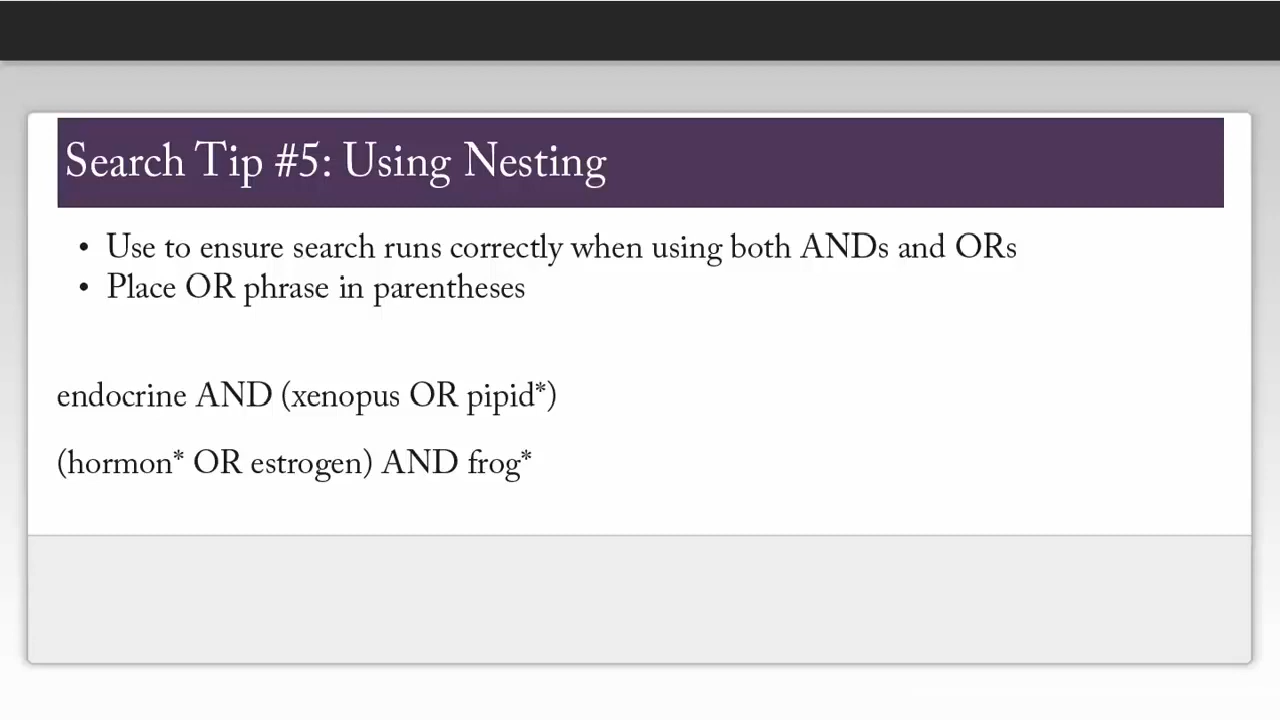 Search Tip #5: Using Nesting
• Use to ensure search runs correctly when using both ANDs and ORs
• Place OR phrase in parentheses
endocrine AND (xenopus OR pipid*)
(hormon* OR estrogen) AND frog*